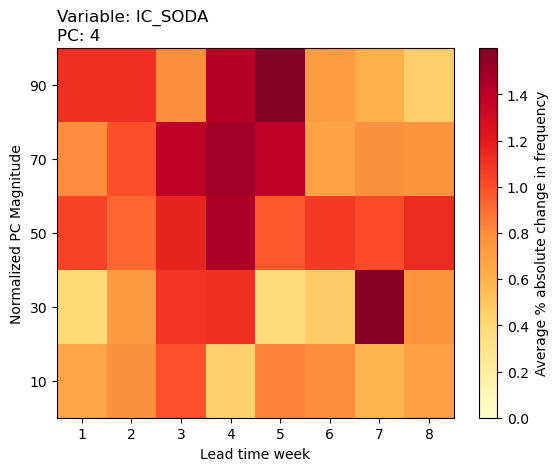 Variable: IC_SODA
PC: 4
Normalized PC Magnitude
90
70
50
30
10
1 2 3 4 5 6 7 8
Lead time week
1.4
1.2
1.0
0.8
0.6
0.4
0.2
0.0
Average % absolute change in frequency